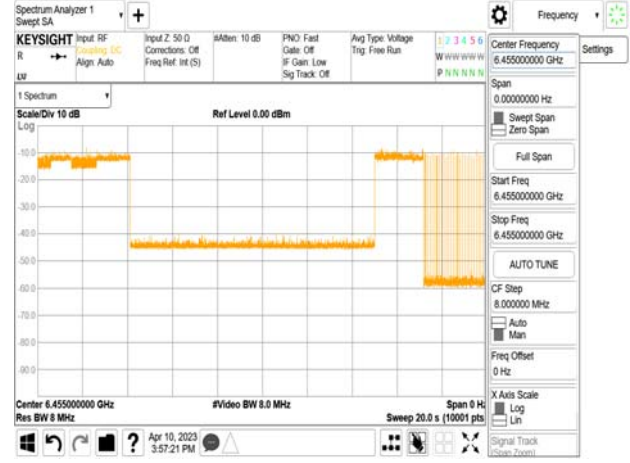 Spectrum Analyzer 1
Swept SA
Frequency
KEYSIGHT
R
LVI
Input: RF
Coupling: DC
Align: Auto
Input Z: 50 Ω
Corrections: Off
Freq Ref: Int (S)
#Atten: 10 dB
PNO: Fast
Gate: Off
IF Gain: Low
Sig Track: Off
Avg Type: Voltage
Trig: Free Run
1 2 3 4 5 6
W W W W W W
P N N N N N
Center Frequency
6.455000000 GHz
Settings
Span
0.00000000 Hz
Swept Span
Zero Span
Full Span
Start Freq
6.455000000 GHz
Stop Freq
6.455000000 GHz
AUTO TUNE
CF Step
8.000000 MHz
Auto
Man
Freq Offset
0 Hz
X Axis Scale
Log
Lin
Signal Track
(Span Zoom)
1 Spectrum
Scale/Div 10 dB
Ref Level 0.00 dBm
Log
-10.0
-20.0
-30.0
-40.0
-50.0
-60.0
-70.0
-80.0
-90.0
Center 6.455000000 GHz
#Video BW 8.0 MHz
Span 0 Hz
Res BW 8 MHz
Sweep 20.0 s (10001 pts
Apr 10, 2023
3:57:21 PM